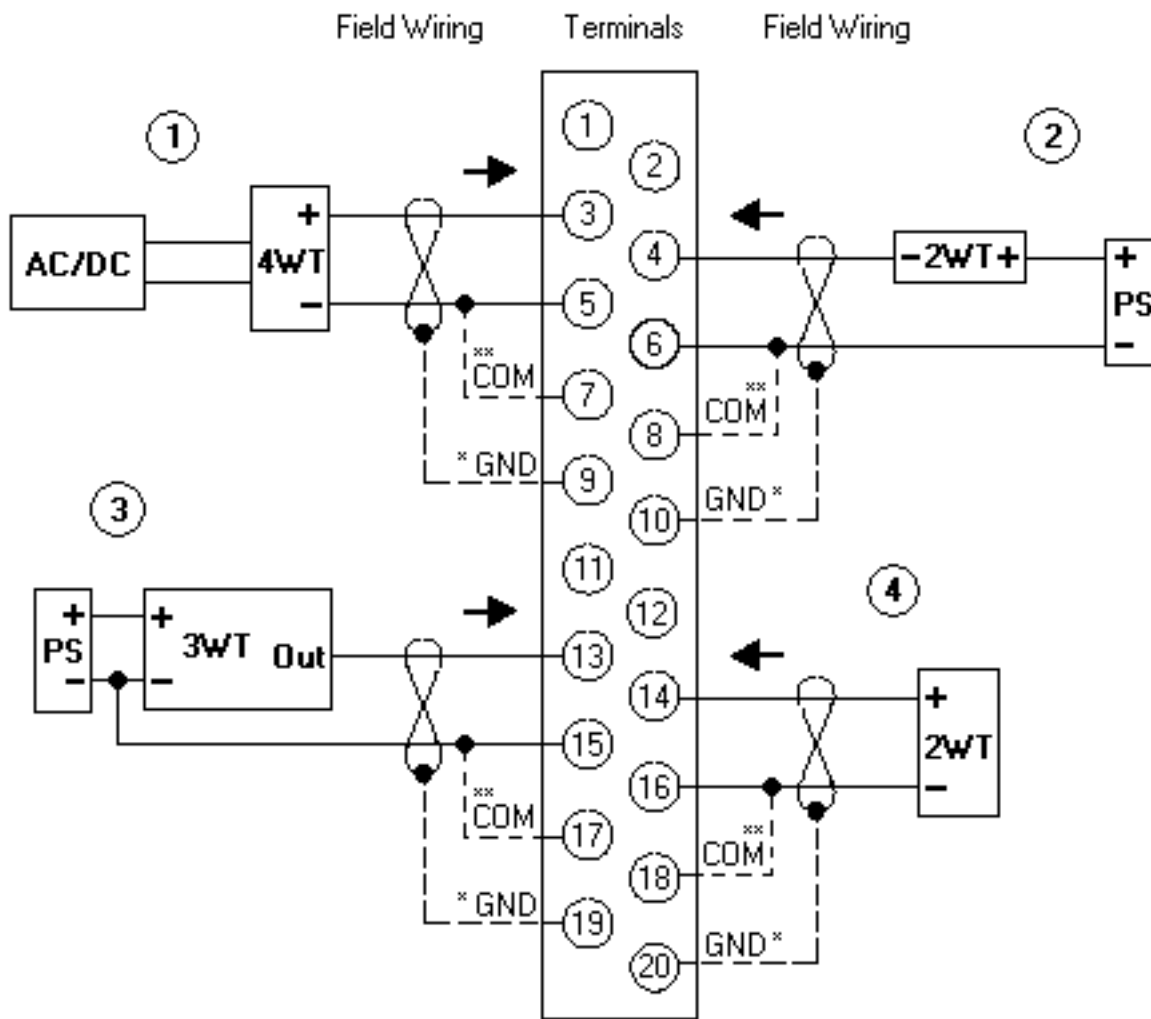 Field Wiring Terminals Field Wiring
1
1
2
2
3
+
4WT
−
AC/DC
4
−2WT+
+
PS
−
5
6
**
COM
7
**
COM
8
* GND
9
GND *
10
3
11
4
12
+
PS
−
+
3WT
−
Out
13
14
+
2WT
−
15
16
**
COM
17
**
COM
18
* GND
19
GND *
20